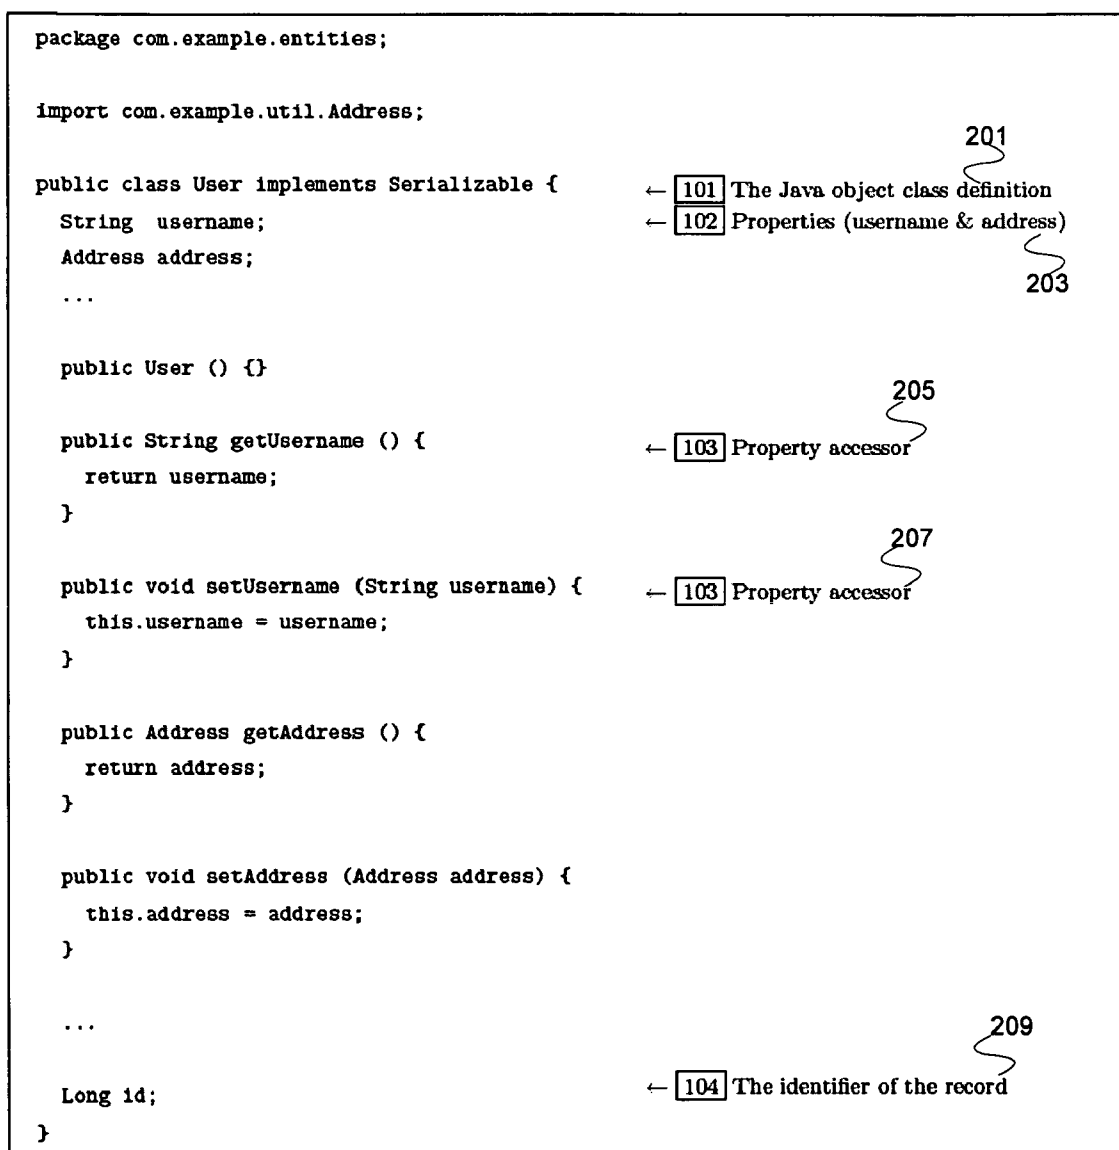 package com.example.entities;
import com.example.util.Address;
201
public class User implements Serializable { ← 101 The Java object class definition
String username; ← 102 Properties (username & address)
Address address;
203
...
public User () {}
205
public String getUsername () { ← 103 Property accessor
return username;
}
207
public void setUsername (String username) { ← 103 Property accessor
this.username = username;
}
public Address getAddress () {
return address;
}
public void setAddress (Address address) {
this.address = address;
}
...
209
Long id; ← 104 The identifier of the record
}